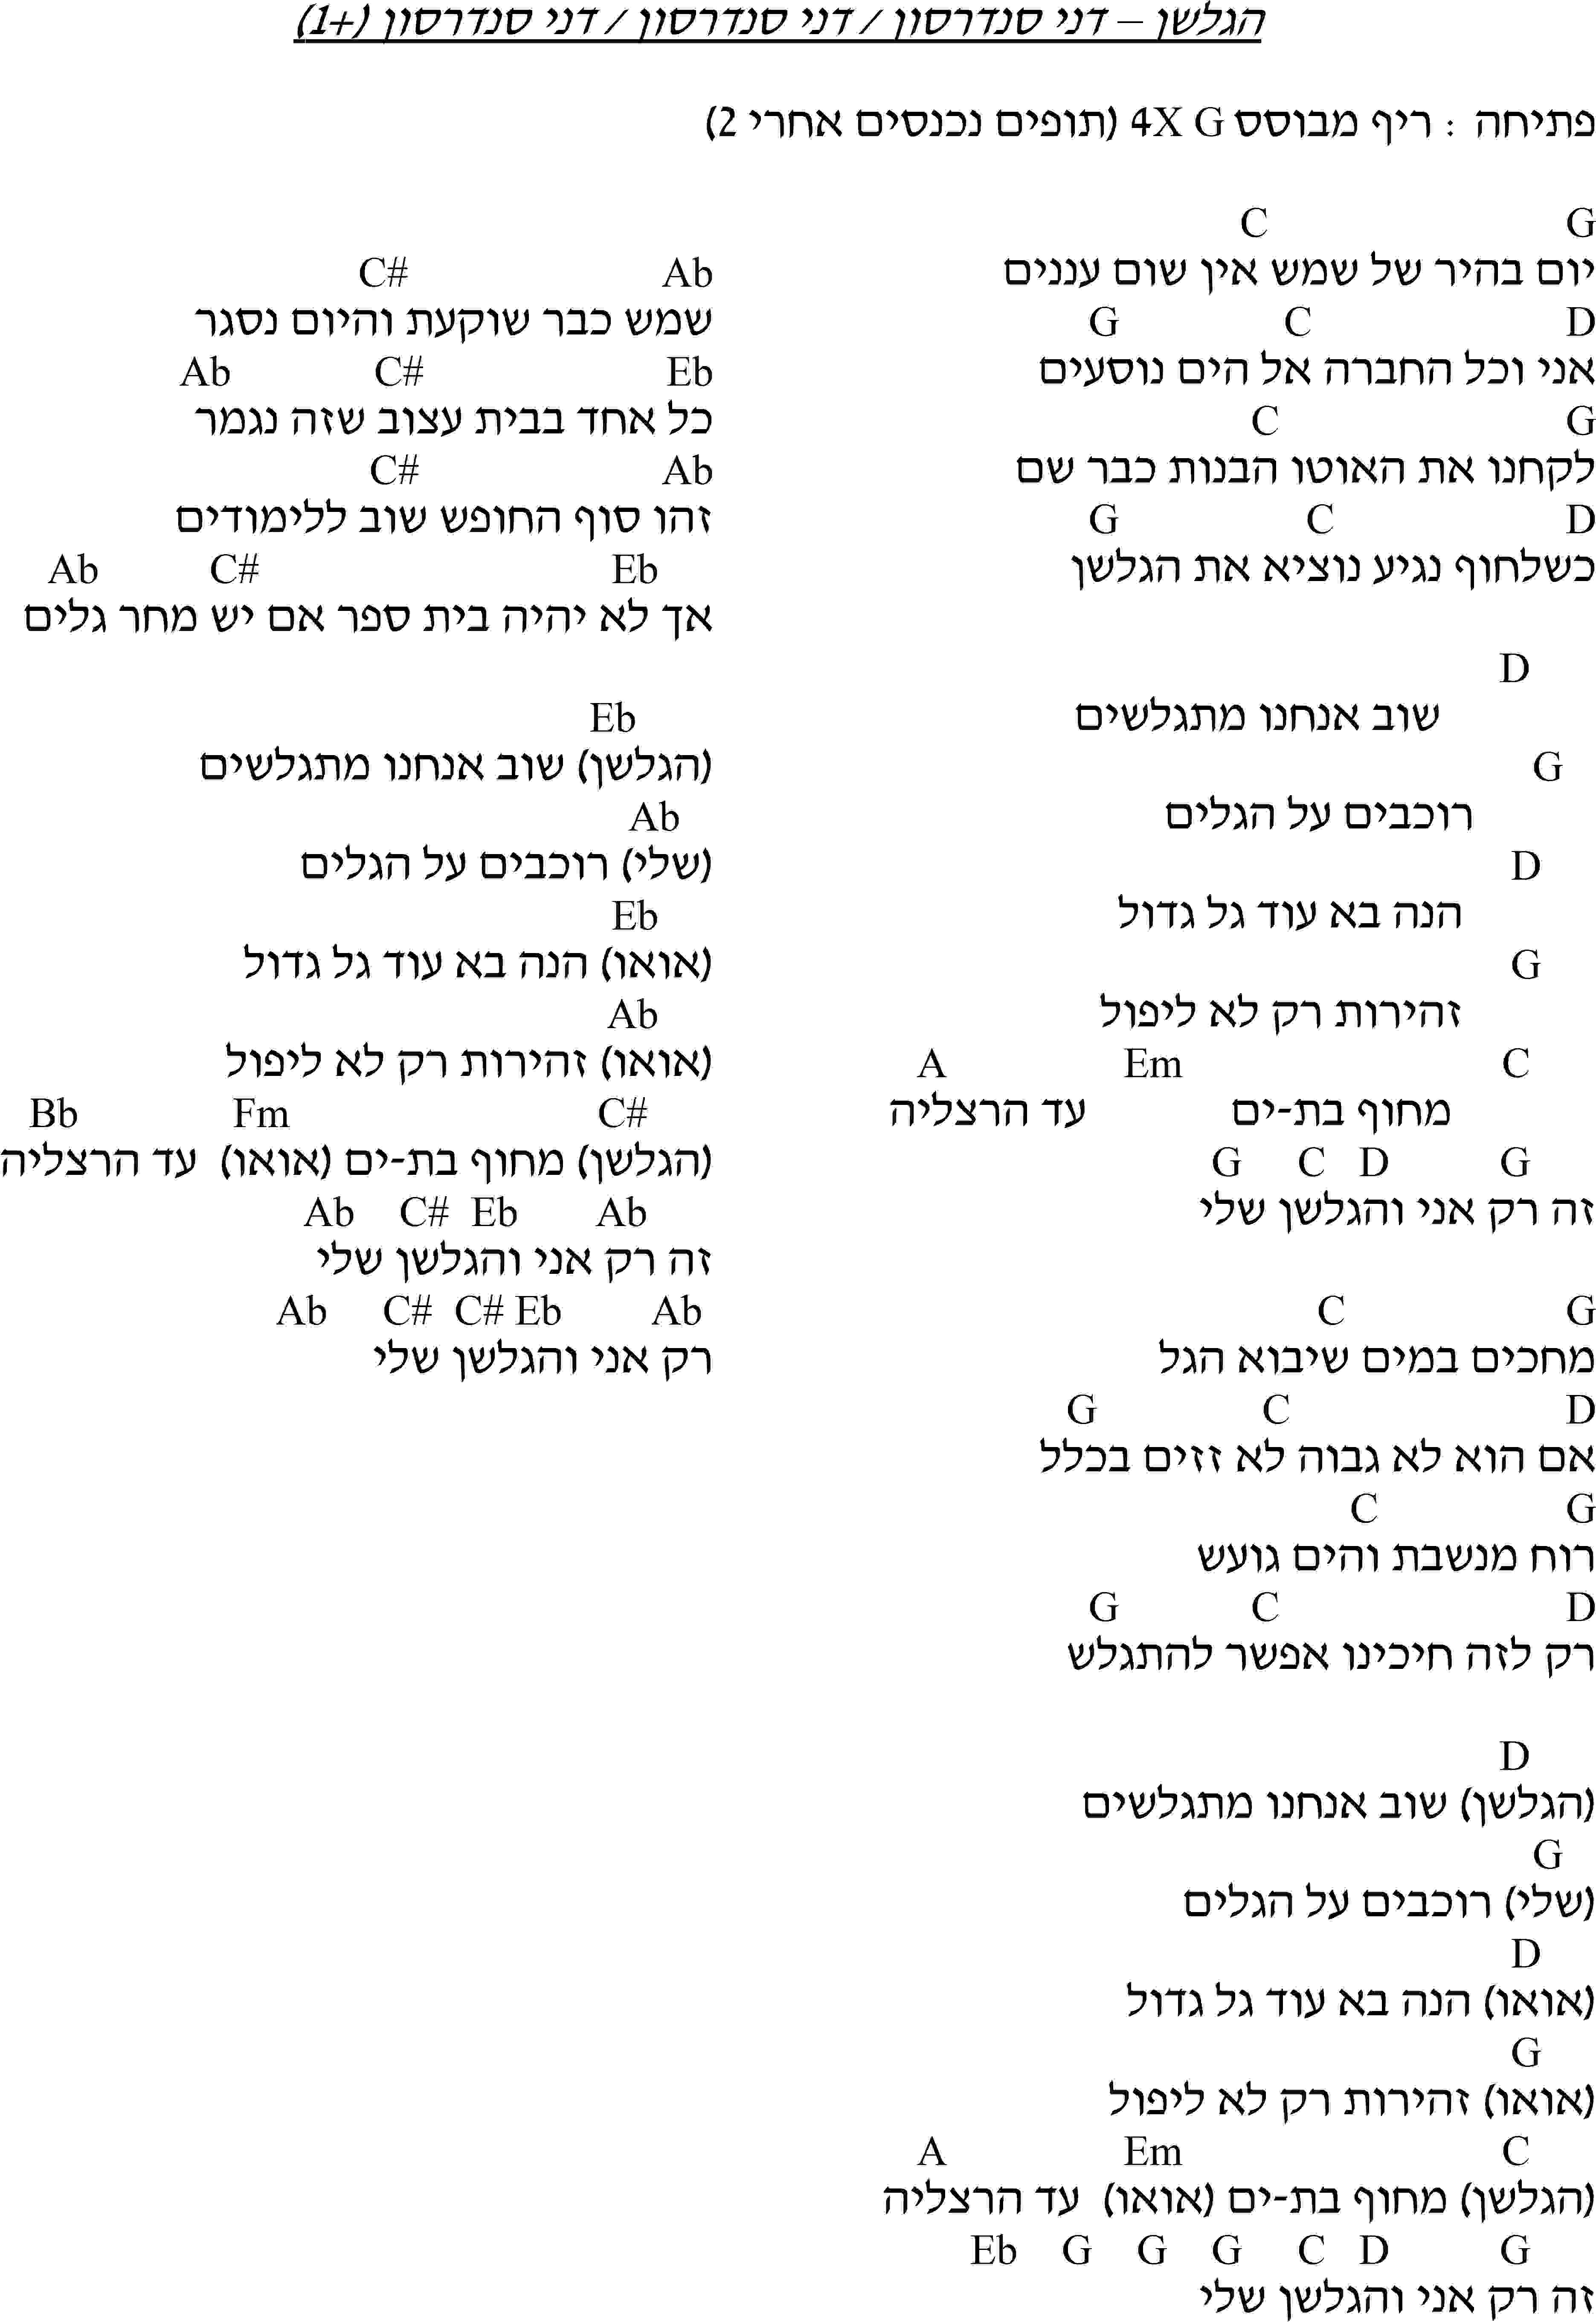 הגלשן – דני סנדרסון / דני סנדרסון / דני סנדרסון (+1)
פתיחה : ריף מבוסס 4X G (תופים נכנסים אחרי 2)
G C
יום בהיר של שמש אין שום עננים
D C G
אני וכל החברה אל הים נוסעים
G C
לקחנו את האוטו הבנות כבר שם
D C G
כשלחוף נגיע נוציא את הגלשן
D
שוב אנחנו מתגלשים
G
רוכבים על הגלים
D
הנה בא עוד גל גדול
G
זהירות רק לא ליפול
C Em A
מחוף בת-ים עד הרצליה
G D C G
זה רק אני והגלשן שלי
G C
מחכים במים שיבוא הגל
D C G
אם הוא לא גבוה לא זזים בכלל
G C
רוח מנשבת והים גועש
D C G
רק לזה חיכינו אפשר להתגלש
D
(הגלשן) שוב אנחנו מתגלשים
G
(שלי) רוכבים על הגלים
D
(אואו) הנה בא עוד גל גדול
G
(אואו) זהירות רק לא ליפול
C Em A
(הגלשן) מחוף בת-ים (אואו) עד הרצליה
G D C G G G Eb
זה רק אני והגלשן שלי
Ab C#
שמש כבר שוקעת והיום נסגר
Eb C# Ab
כל אחד בבית עצוב שזה נגמר
Ab C#
זהו סוף החופש שוב ללימודים
Eb C# Ab
אך לא יהיה בית ספר אם יש מחר גלים
Eb
(הגלשן) שוב אנחנו מתגלשים
Ab
(שלי) רוכבים על הגלים
Eb
(אואו) הנה בא עוד גל גדול
Ab
(אואו) זהירות רק לא ליפול
C# Fm Bb
(הגלשן) מחוף בת-ים (אואו) עד הרצליה
Ab Eb C# Ab
זה רק אני והגלשן שלי
Ab Eb C# C# Ab
רק אני והגלשן שלי